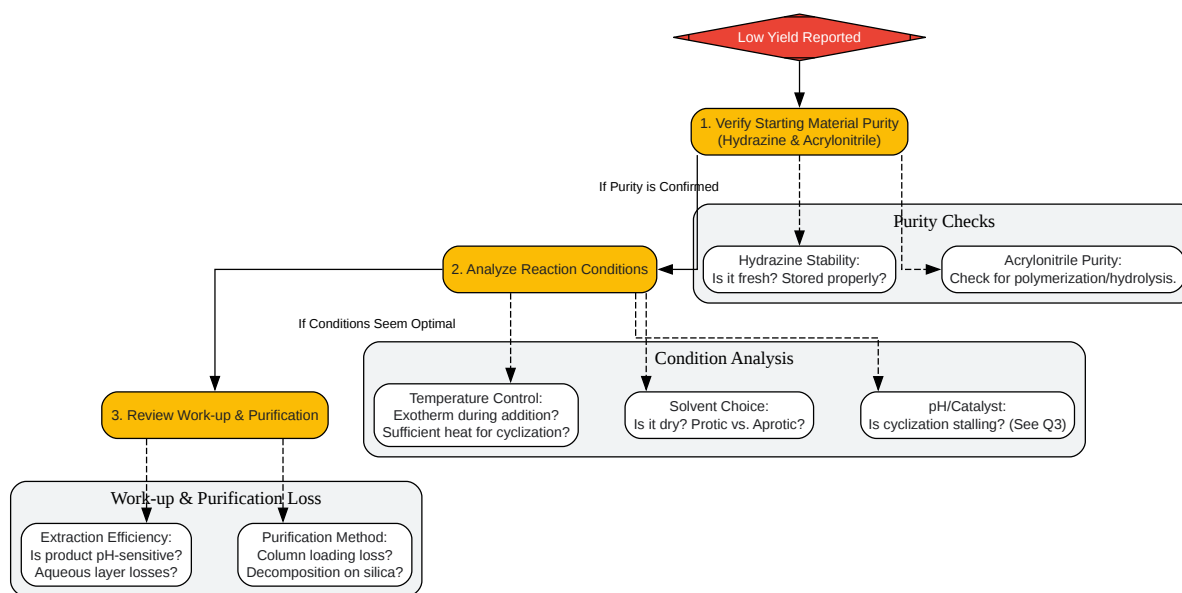 Low Yield Reported
1. Verify Starting Material Purity
(Hydrazine & Acrylonitrile)
If Purity is Confirmed
Purity Checks
Hydrazine Stability:
Is it fresh? Stored properly?
Acrylonitrile Purity:
Check for polymerization/hydrolysis.
2. Analyze Reaction Conditions
If Conditions Seem Optimal
Condition Analysis
Temperature Control:
Exotherm during addition?
Sufficient heat for cyclization?
Solvent Choice:
Is it dry? Protic vs. Aprotic?
pH/Catalyst:
Is cyclization stalling? (See Q3)
3. Review Work-up & Purification
Work-up & Purification Loss
Extraction Efficiency:
Is product pH-sensitive?
Aqueous layer losses?
Purification Method:
Column loading loss?
Decomposition on silica?